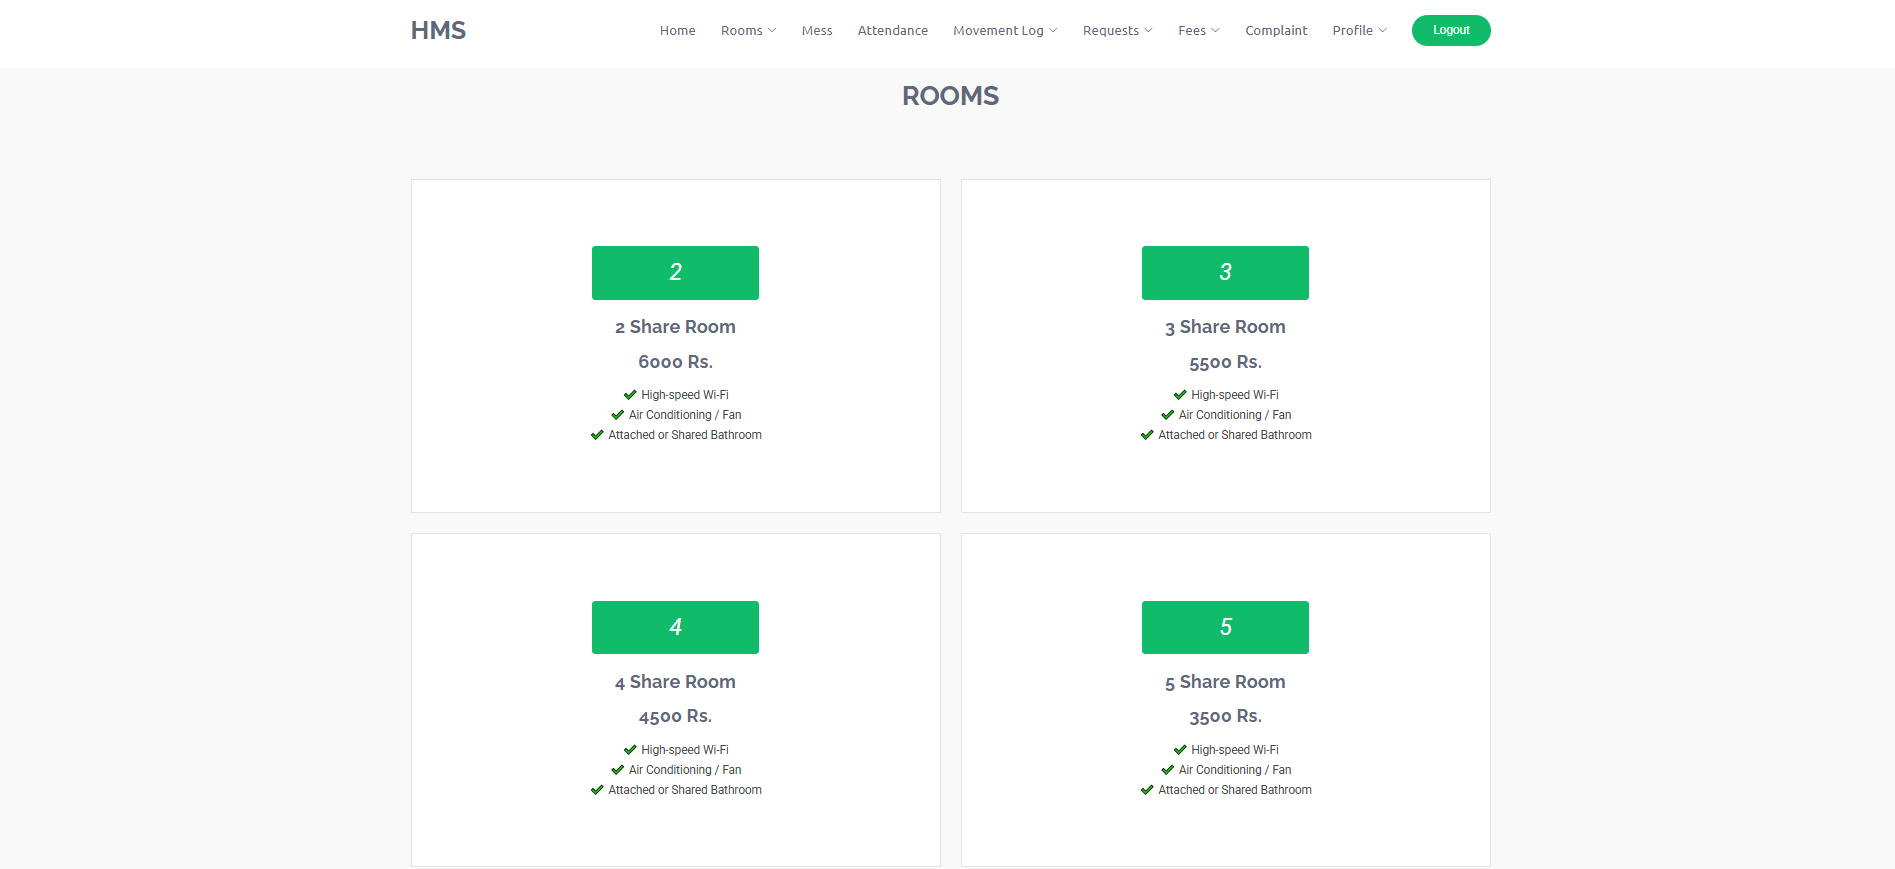 HMS
Home Rooms Mess Attendance Movement Log Requests Fees Complaint Profile Logout
ROOMS
2
2 Share Room
6000 Rs.
High-speed Wi-Fi
Air Conditioning / Fan
Attached or Shared Bathroom
3
3 Share Room
5500 Rs.
High-speed Wi-Fi
Air Conditioning / Fan
Attached or Shared Bathroom
4
4 Share Room
4500 Rs.
High-speed Wi-Fi
Air Conditioning / Fan
Attached or Shared Bathroom
5
5 Share Room
3500 Rs.
High-speed Wi-Fi
Air Conditioning / Fan
Attached or Shared Bathroom